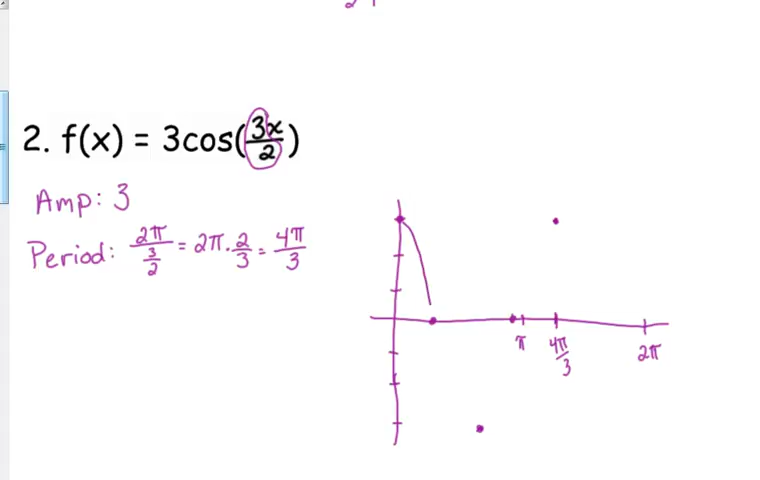 2. f(x) = 3cos(3x/2)
Amp: 3
Period: 2π/(3/2) = 2π · 2/3 = 4π/3
π 4π/3 2π